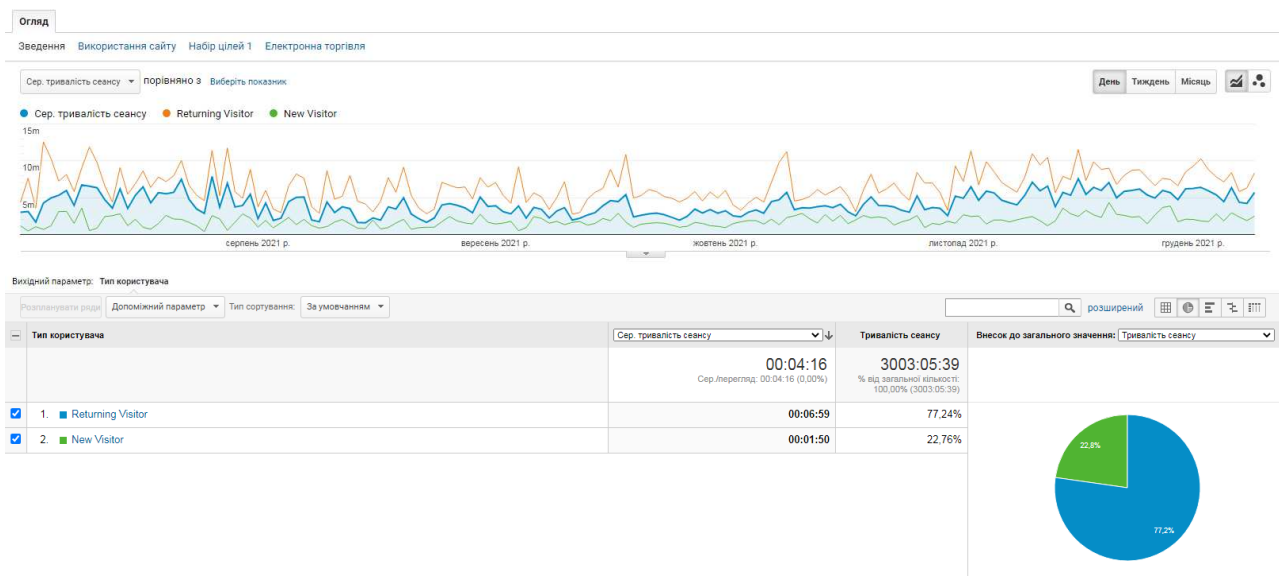 Огляд
Зведення Використання сайту Набір цілей 1 Електронна торгівля
Сер. тривалість сеансу порівняно з Виберіть показник День Тиждень Місяць
Сер. тривалість сеансу Returning Visitor New Visitor
15m
10m
5m
серпень 2021 р. вересень 2021 р. жовтень 2021 р. листопад 2021 р. грудень 2021 р.
Вихідний параметр: Тип користувача
Розпланувати ряди Допоміжний параметр Тип сортування: За умовчанням розширений
Тип користувача Сер. тривалість сеансу Тривалість сеансу Внесок до загального значення: Тривалість сеансу
00:04:16 3003:05:39
Сер./перегляд: 00:04:16 (0,00%) % від загальної кількості:
100,00% (3003:05:39)
1. Returning Visitor 00:06:59 77,24%
2. New Visitor 00:01:50 22,76%
22,8%
77,2%